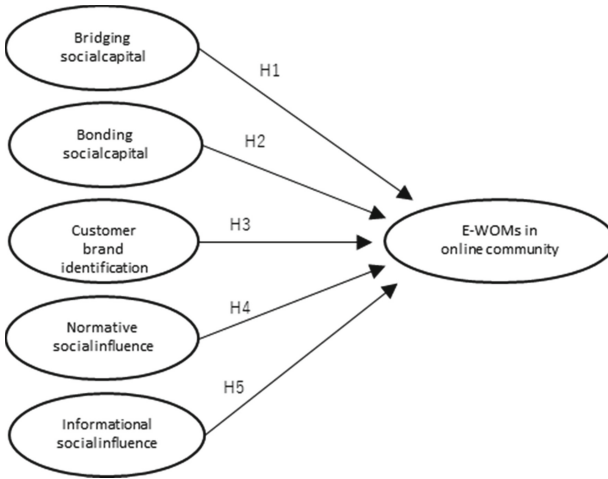 Bridging
socialcapital
H1
Bonding
socialcapital
H2
Customer
brand
identification
H3
E-WOMs in
online community
Normative
socialinfluence
H4
Informational
socialinfluence
H5